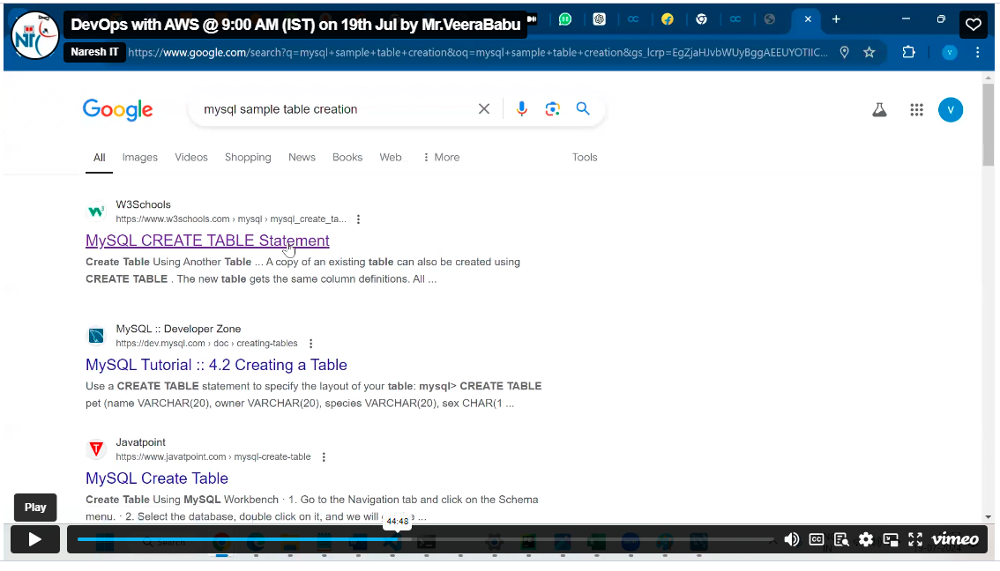 DevOps with AWS @ 9:00 AM (IST) on 19th Jul by Mr.VeeraBabu
Naresh IT
https://www.google.com/search?q=mysql+sample+table+creation&oq=mysql+sample+table+creation&gs_lcrp=EgZjaHJvbWUyBggAEEUYOTIIC...
V
Google
mysql sample table creation
V
All Images Videos Shopping News Books Web More Tools
W3Schools
https://www.w3schools.com › mysql › mysql_create_ta...
MySQL CREATE TABLE Statement
Create Table Using Another Table ... A copy of an existing table can also be created using
CREATE TABLE . The new table gets the same column definitions. All ...
MySQL :: Developer Zone
https://dev.mysql.com › doc › creating-tables
MySQL Tutorial :: 4.2 Creating a Table
Use a CREATE TABLE statement to specify the layout of your table: mysql> CREATE TABLE
pet (name VARCHAR(20), owner VARCHAR(20), species VARCHAR(20), sex CHAR(1 ...
Javatpoint
https://www.javatpoint.com › mysql-create-table
MySQL Create Table
Create Table Using MySQL Workbench · 1. Go to the Navigation tab and click on the Schema
menu. · 2. Select the database, double click on it, and we will ...
Play
44:48
Search
vimeo